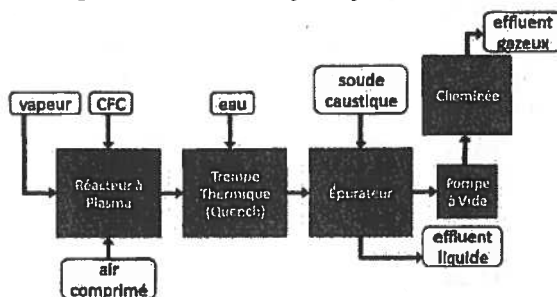 effluent
gazeux
soude
caustique
Cheminée
vapeur
CFC
eau
Réacteur à
Plasma
Trempe
Thermique
(Quench)
Épurateur
Pompe
à Vide
effluent
liquide
air
comprimé